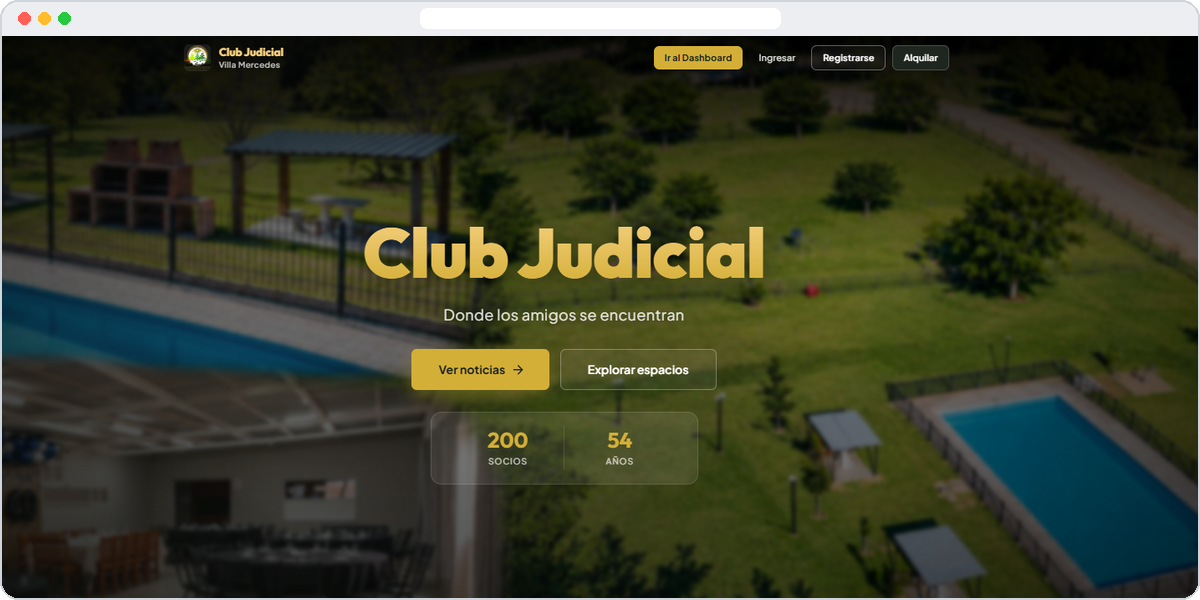 Club Judicial
Villa Mercedes
Ir al Dashboard
Ingresar
Registrarse
Alquilar
Club Judicial
Donde los amigos se encuentran
Ver noticias →
Explorar espacios
200
SOCIOS
54
AÑOS